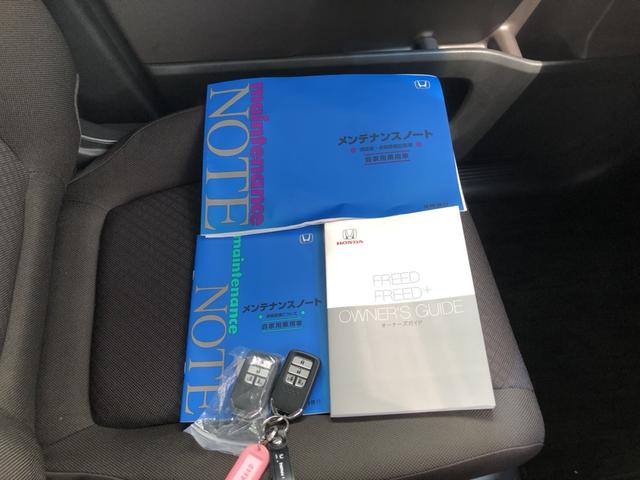 maintenance
NOTE
メンテナンスノート
自家用乗用車
maintenance
NOTE
メンテナンスノート
自家用乗用車
HONDA
FREED
FREED+
OWNER'S GUIDE
オーナーズガイド